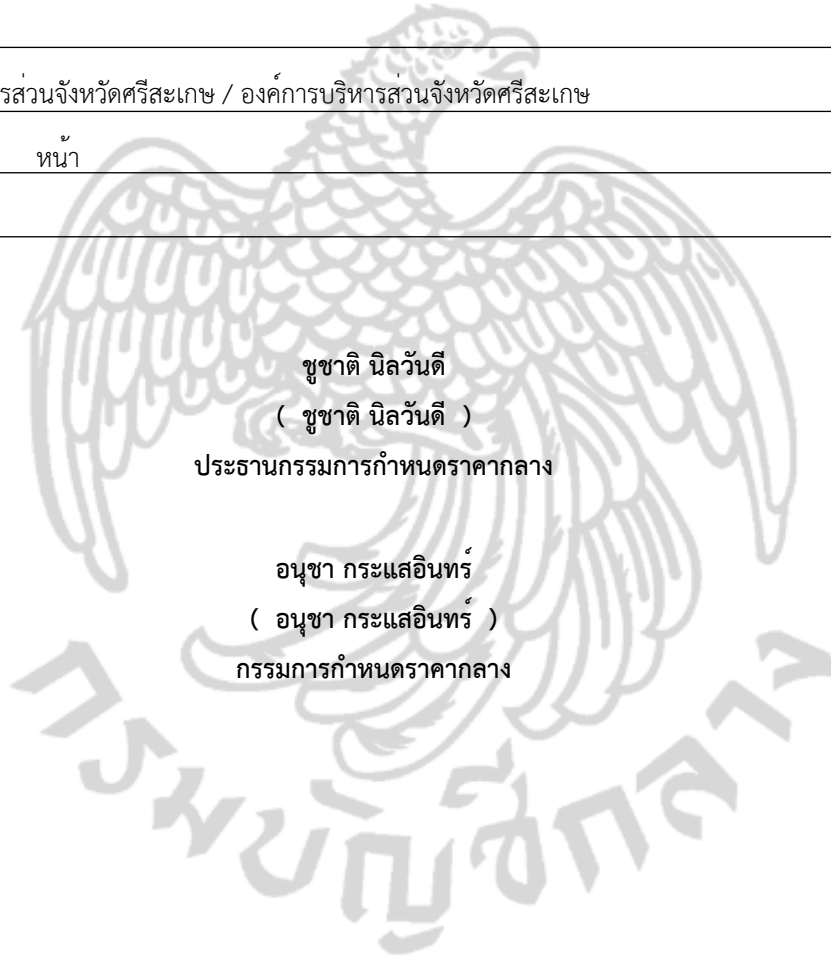 รส่วนจังหวัดศรีสะเกษ / องค์การบริหารส่วนจังหวัดศรีสะเกษ
หน้า
ชูชาติ นิลวันดี
( ชูชาติ นิลวันดี )
ประธานกรรมการกำหนดราคากลาง
อนุชา กระแสอินทร์
( อนุชา กระแสอินทร์ )
กรรมการกำหนดราคากลาง
กรมบัญชีกลาง